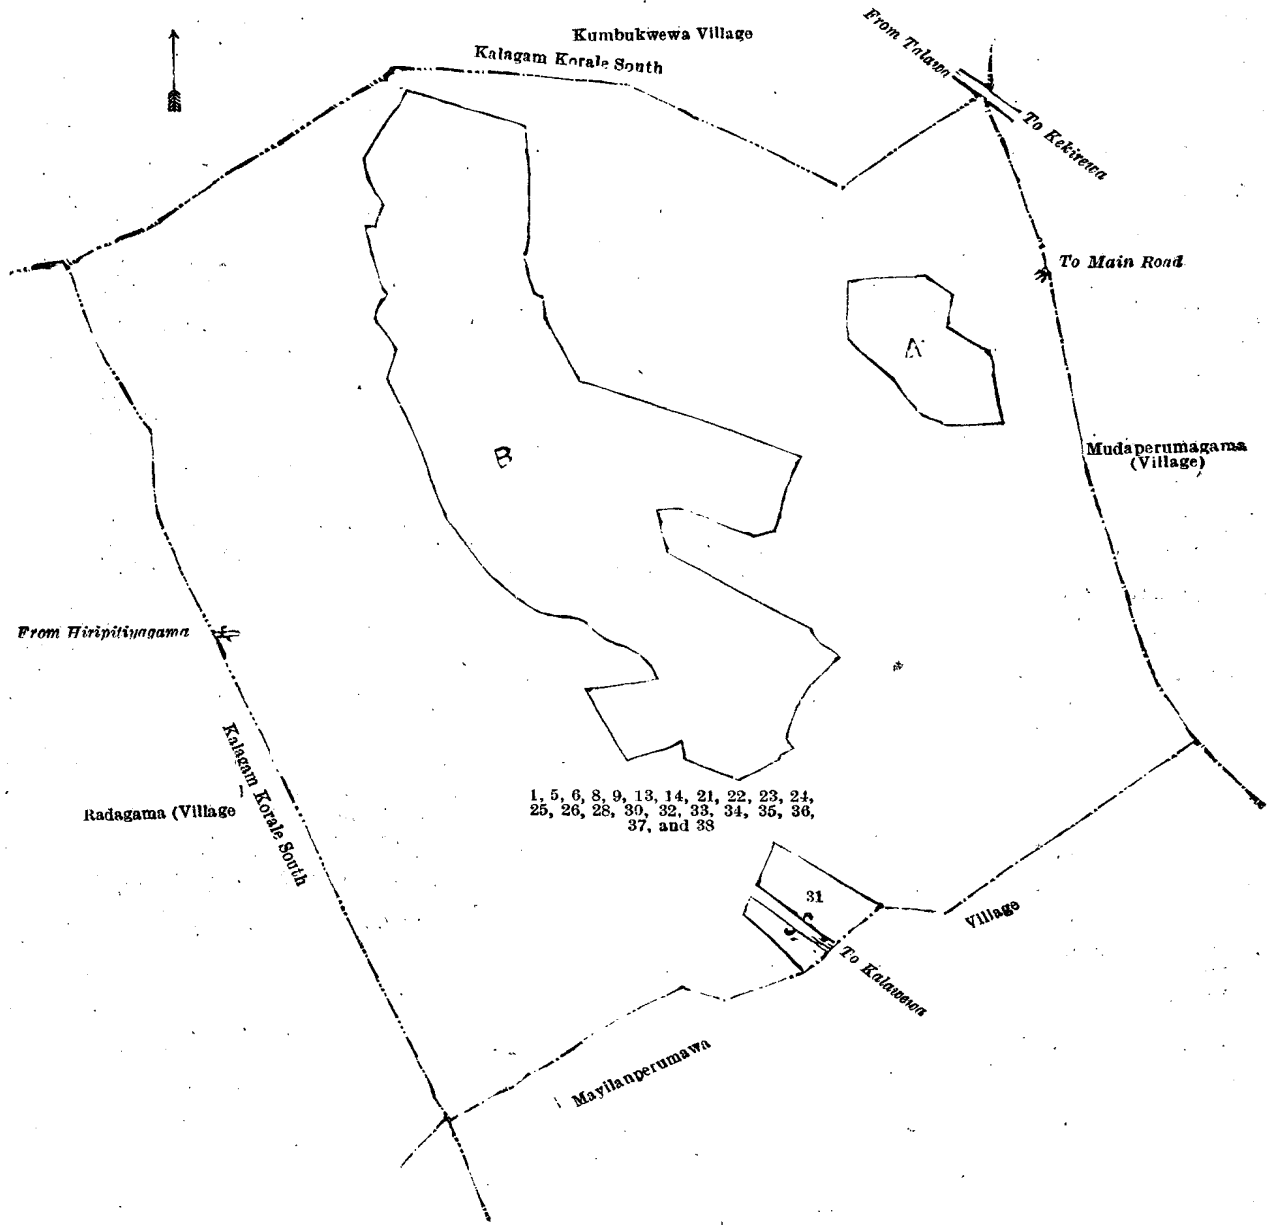 Kumbukwewa Village
Kalagam Korale South
From Talawa
To Kekirewa
To Main Road
A
B
Mudaperumagama
(Village)
From Hiripitiyagama
Kalagam Korale South
Radagama (Village
1, 5, 6, 8, 9, 13, 14, 21, 22, 23, 24,
25, 26, 28, 30, 32, 33, 34, 35, 36,
37, and 38
31
C
To Kalawewa
Village
Mayilanperumawa